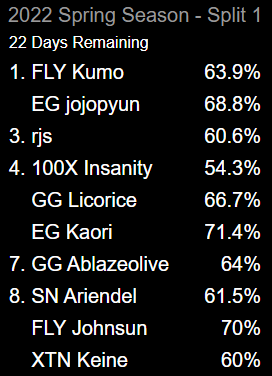 2022 Spring Season - Split 1
22 Days Remaining
1. FLY Kumo 63.9%
EG jojopyun 68.8%
3. rjs 60.6%
4. 100X Insanity 54.3%
GG Licorice 66.7%
EG Kaori 71.4%
7. GG Ablazeolive 64%
8. SN Ariendel 61.5%
FLY Johnsun 70%
XTN Keine 60%